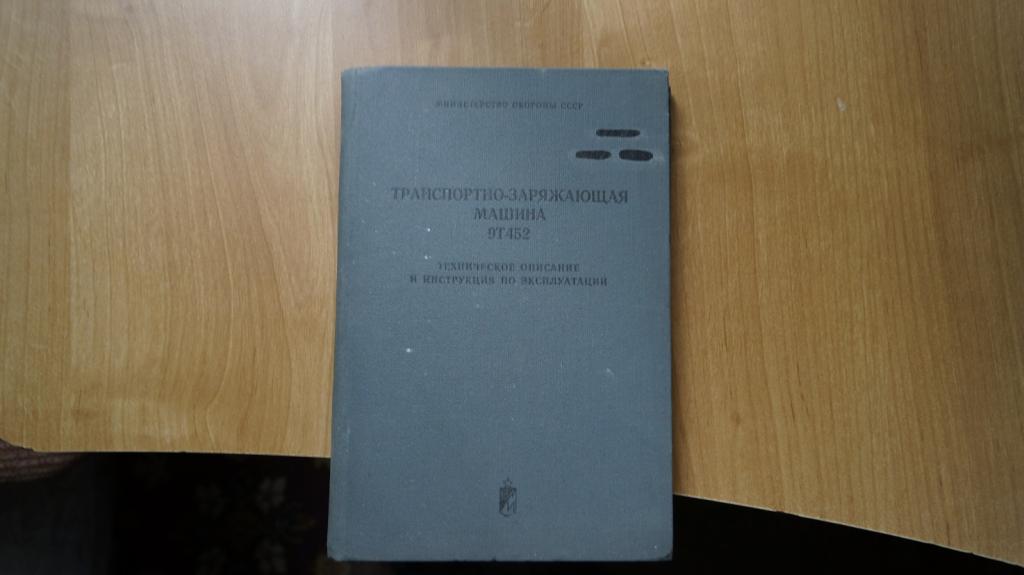 МИНИСТЕРСТВО ОБОРОНЫ СССР
ТРАНСПОРТНО-ЗАРЯЖАЮЩАЯ
МАШИНА
9Т452
ТЕХНИЧЕСКОЕ ОПИСАНИЕ
И ИНСТРУКЦИЯ ПО ЭКСПЛУАТАЦИИ